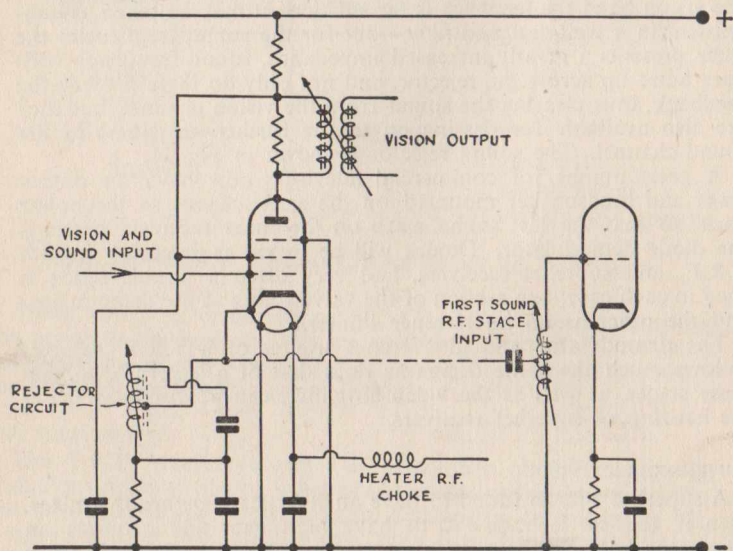 +
VISION OUTPUT
VISION AND
SOUND INPUT
FIRST SOUND
R.F. STAGE
INPUT
REJECTOR
CIRCUIT
HEATER R.F.
CHOKE
-